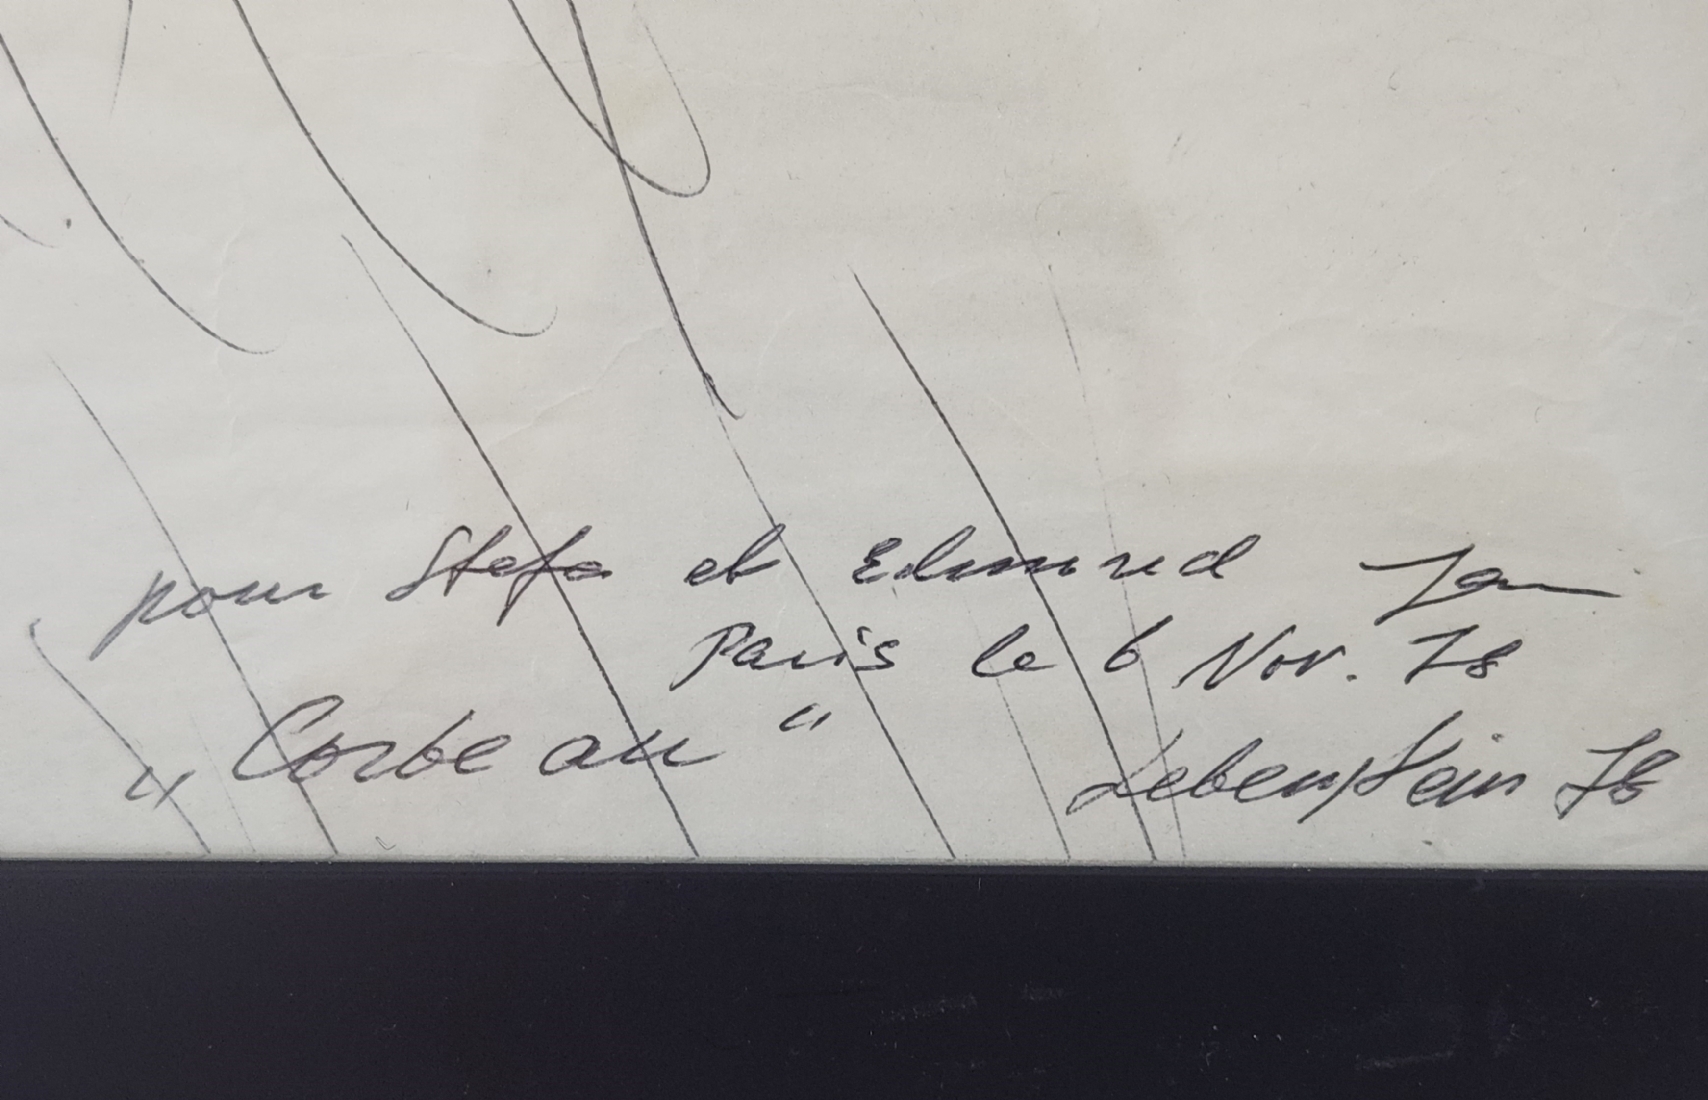 pour Stefa et Edmund Jan
Paris le 6 Nov. 78
„Corbeau“
Lebenstein 78